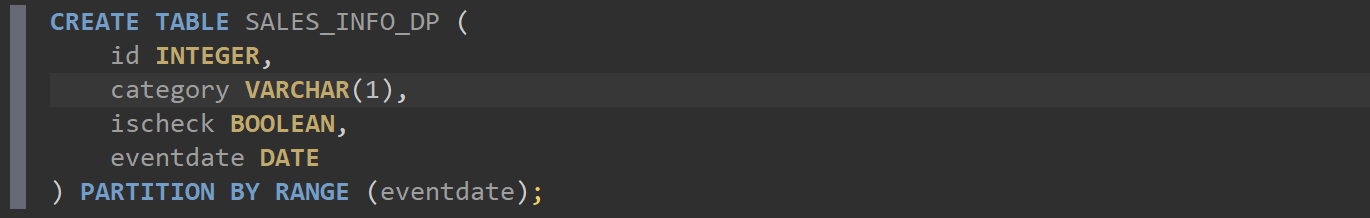 CREATE TABLE SALES_INFO_DP (
    id INTEGER,
    category VARCHAR(1),
    ischeck BOOLEAN,
    eventdate DATE
) PARTITION BY RANGE (eventdate);